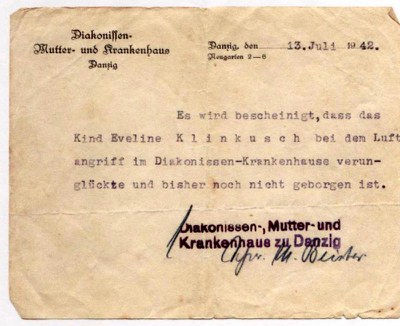 Diakonissen-
Mutter- und Krankenhaus
Danzig
Danzig, den 13. Juli 1942.
Neugarten 2—6
Es wird bescheinigt, dass das
Kind Eveline K l i n k u s c h bei dem Luft
angriff im Diakonissen-Krankenhause verun-
glückte und bisher noch nicht geborgen ist.
Diakonissen-, Mutter- und
Krankenhaus zu Danzig
M.